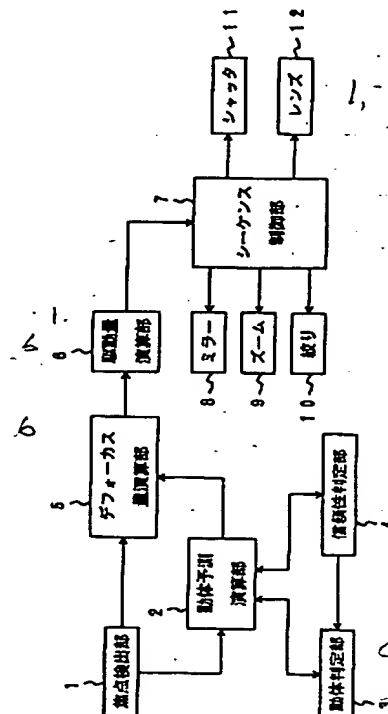 1
焦点検出部
2
動体予測
演算部
3
動体判定部
4
信頼性判定部
5
デフォーカス
量演算部
6
駆動量
演算部
7
シーケンス
制御部
8
ミラー
9
ズーム
10
絞り
シャッタ
11
レンズ
12